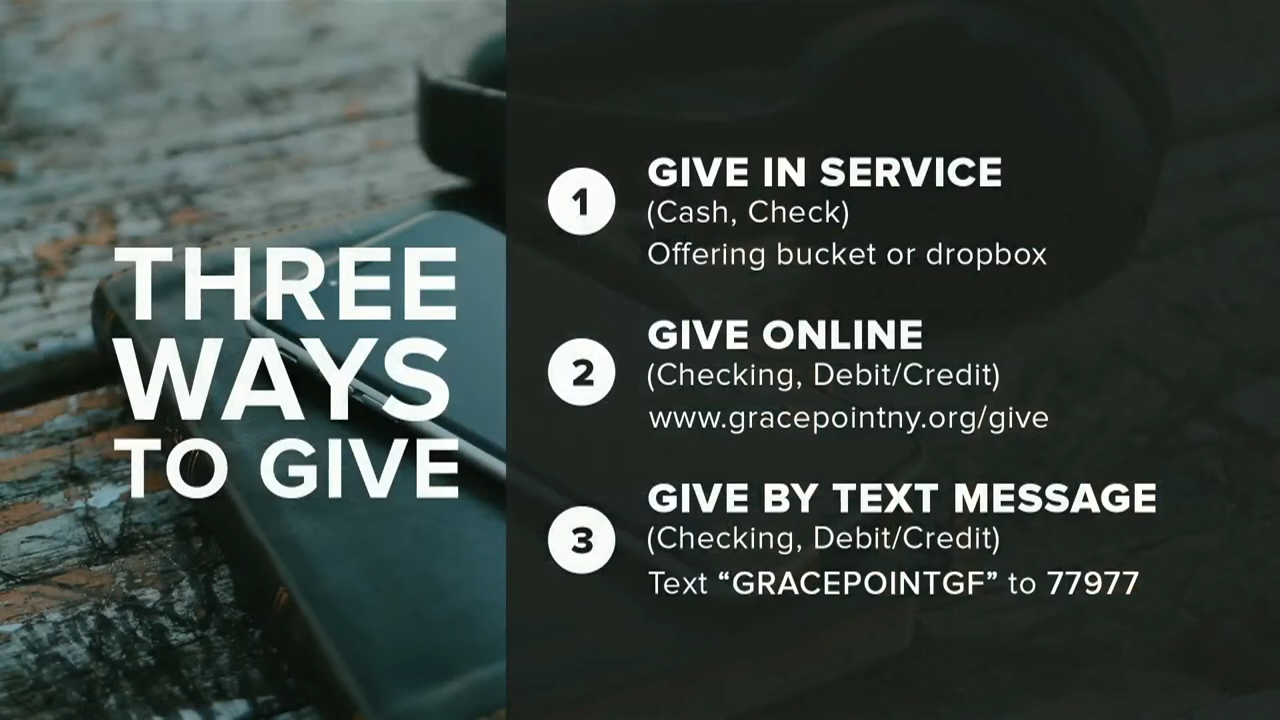 THREE
WAYS
TO GIVE
1
GIVE IN SERVICE
(Cash, Check)
Offering bucket or dropbox
2
GIVE ONLINE
(Checking, Debit/Credit)
www.gracepointny.org/give
3
GIVE BY TEXT MESSAGE
(Checking, Debit/Credit)
Text “GRACEPOINTGF” to 77977